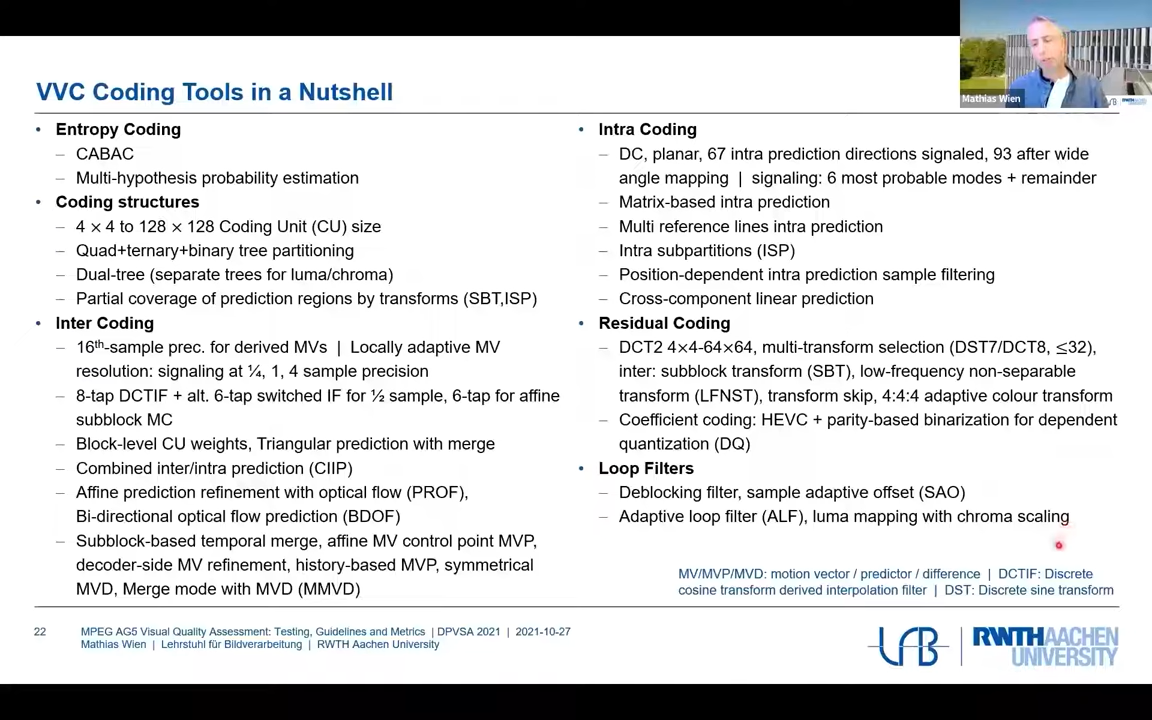 Mathias Wien
VVC Coding Tools in a Nutshell
• Entropy Coding
– CABAC
– Multi-hypothesis probability estimation
• Coding structures
– 4 × 4 to 128 × 128 Coding Unit (CU) size
– Quad+ternary+binary tree partitioning
– Dual-tree (separate trees for luma/chroma)
– Partial coverage of prediction regions by transforms (SBT,ISP)
• Inter Coding
– 16th-sample prec. for derived MVs | Locally adaptive MV
resolution: signaling at ¼, 1, 4 sample precision
– 8-tap DCTIF + alt. 6-tap switched IF for ½ sample, 6-tap for affine
subblock MC
– Block-level CU weights, Triangular prediction with merge
– Combined inter/intra prediction (CIIP)
– Affine prediction refinement with optical flow (PROF),
Bi-directional optical flow prediction (BDOF)
– Subblock-based temporal merge, affine MV control point MVP,
decoder-side MV refinement, history-based MVP, symmetrical
MVD, Merge mode with MVD (MMVD)
• Intra Coding
– DC, planar, 67 intra prediction directions signaled, 93 after wide
angle mapping | signaling: 6 most probable modes + remainder
– Matrix-based intra prediction
– Multi reference lines intra prediction
– Intra subpartitions (ISP)
– Position-dependent intra prediction sample filtering
– Cross-component linear prediction
• Residual Coding
– DCT2 4×4-64×64, multi-transform selection (DST7/DCT8, ≤32),
inter: subblock transform (SBT), low-frequency non-separable
transform (LFNST), transform skip, 4:4:4 adaptive colour transform
– Coefficient coding: HEVC + parity-based binarization for dependent
quantization (DQ)
• Loop Filters
– Deblocking filter, sample adaptive offset (SAO)
– Adaptive loop filter (ALF), luma mapping with chroma scaling
MV/MVP/MVD: motion vector / predictor / difference | DCTIF: Discrete
cosine transform derived interpolation filter | DST: Discrete sine transform
22
MPEG AG5 Visual Quality Assessment: Testing, Guidelines and Metrics | DPVSA 2021 | 2021-10-27
Mathias Wien | Lehrstuhl für Bildverarbeitung | RWTH Aachen University
LfB
RWTHAACHEN
UNIVERSITY